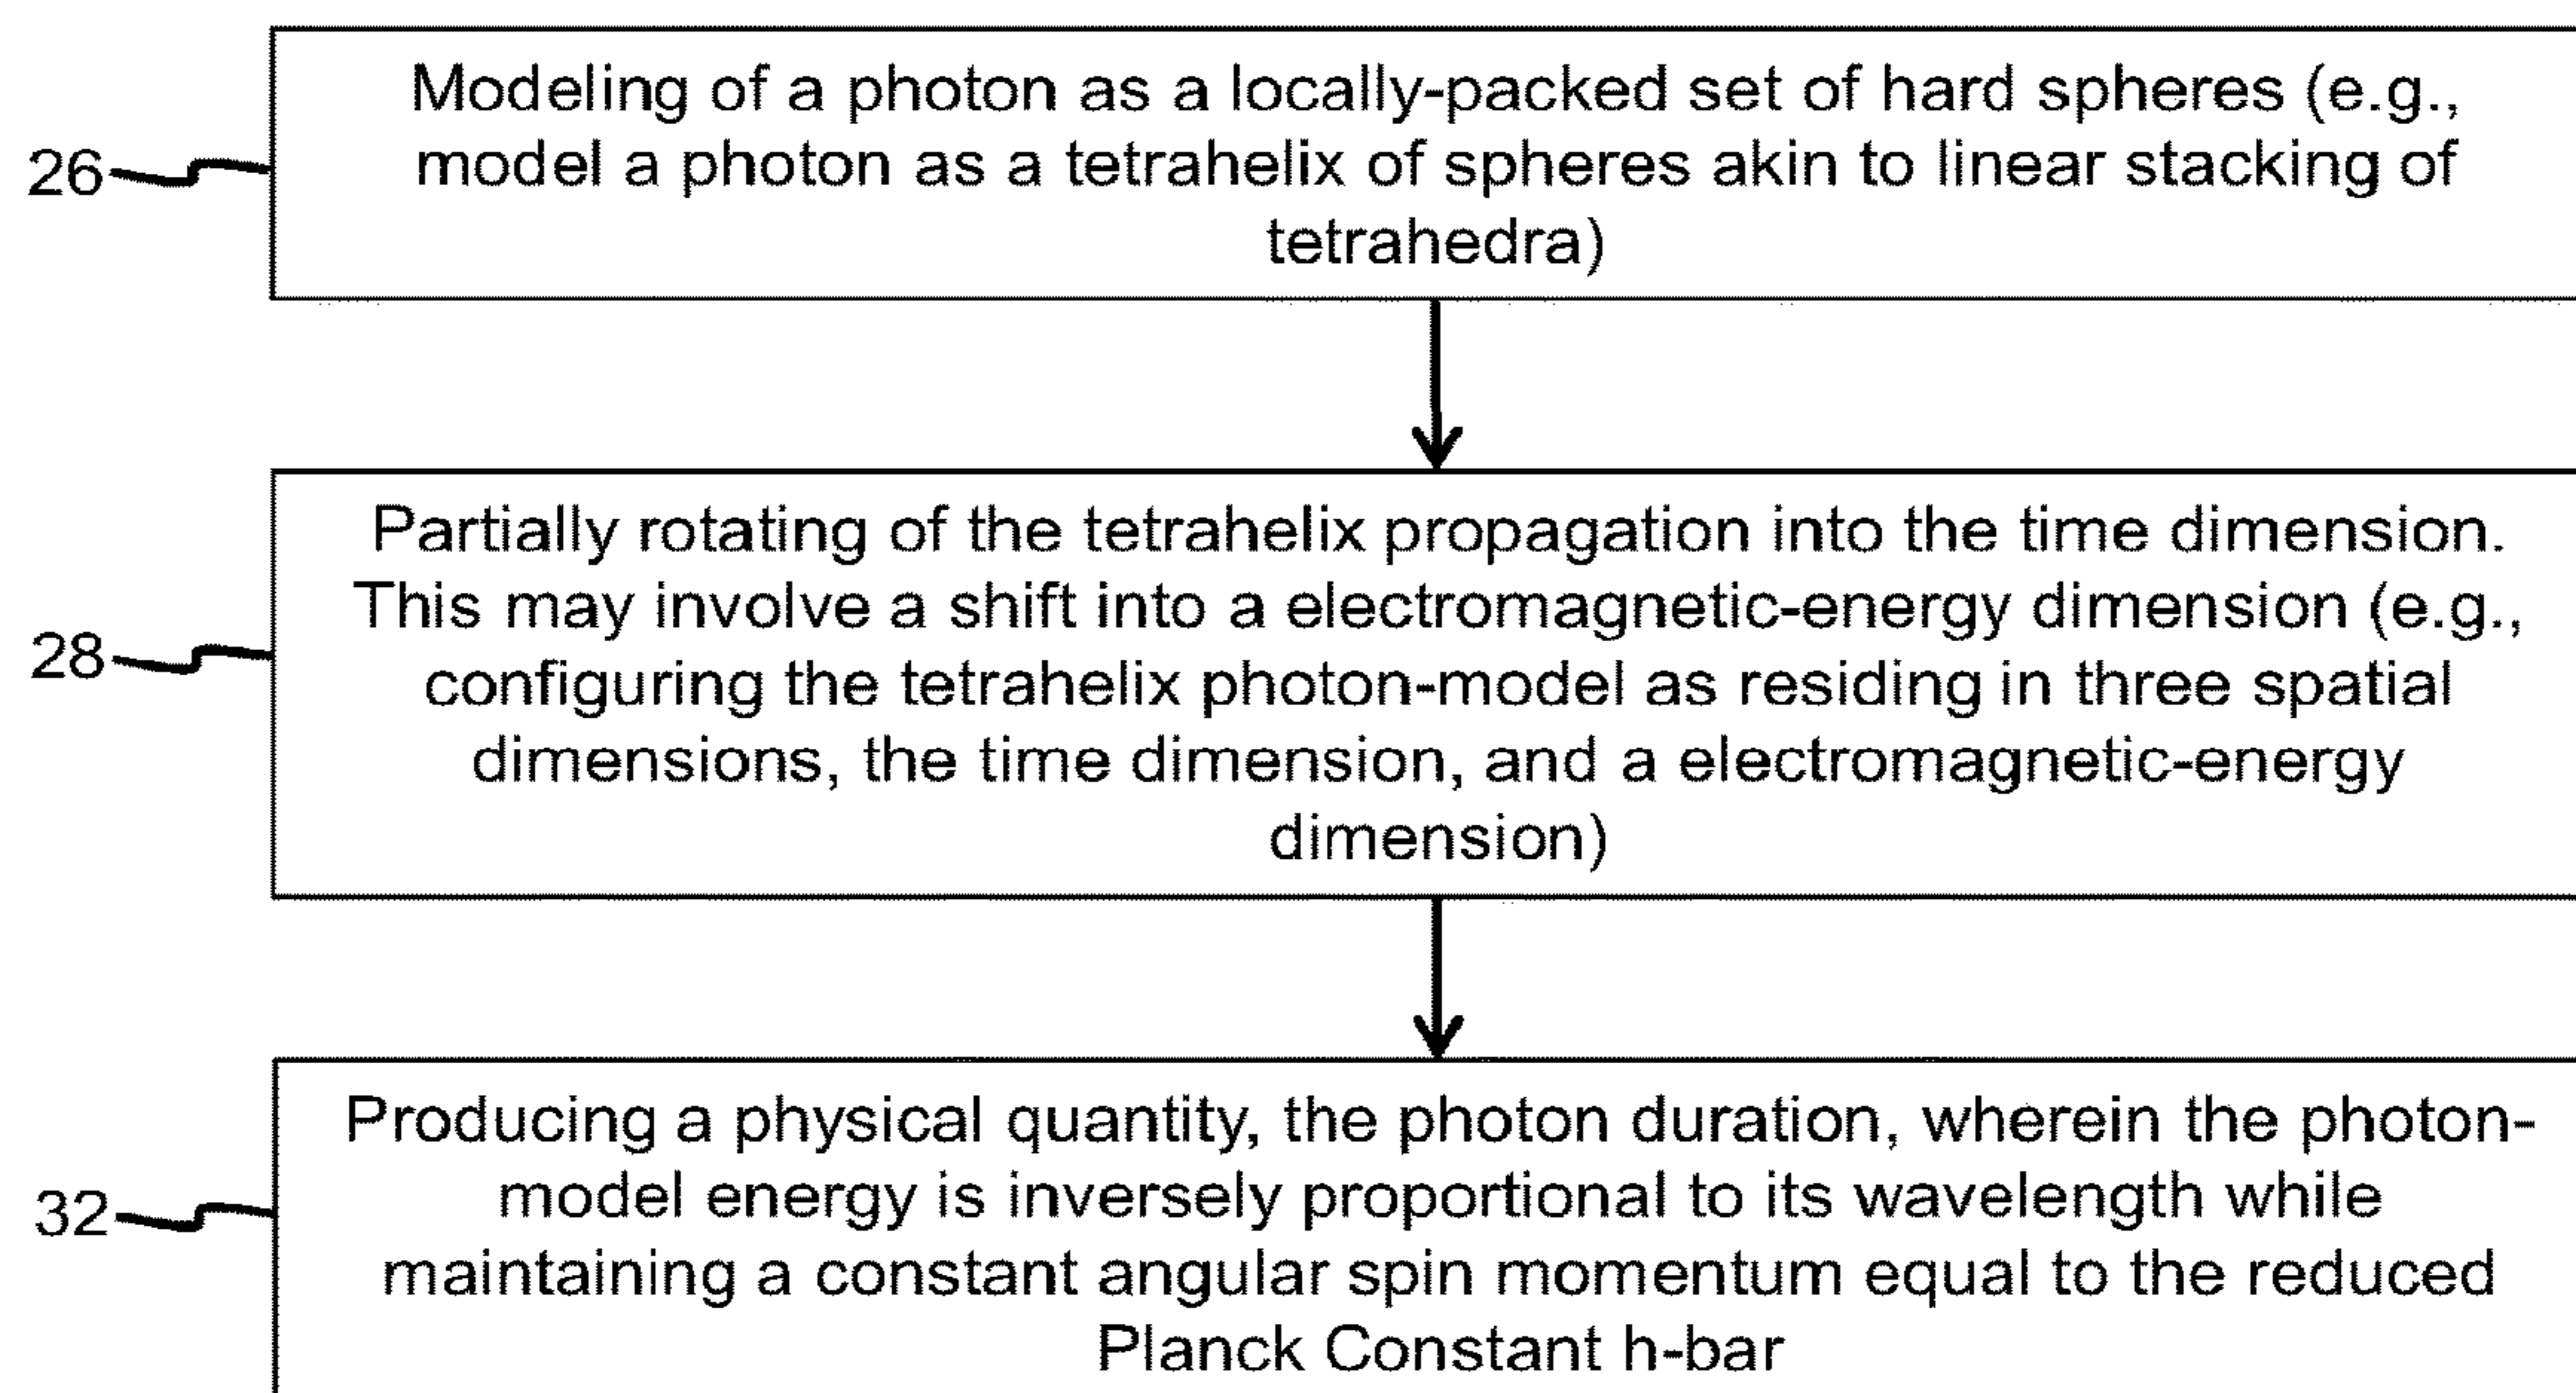 Modeling of a photon as a locally-packed set of hard spheres (e.g.,
model a photon as a tetrahelix of spheres akin to linear stacking of
tetrahedra)
26
Partially rotating of the tetrahelix propagation into the time dimension.
This may involve a shift into a electromagnetic-energy dimension (e.g.,
configuring the tetrahelix photon-model as residing in three spatial
dimensions, the time dimension, and a electromagnetic-energy
dimension)
28
Producing a physical quantity, the photon duration, wherein the photon-
model energy is inversely proportional to its wavelength while
maintaining a constant angular spin momentum equal to the reduced
Planck Constant h-bar
32